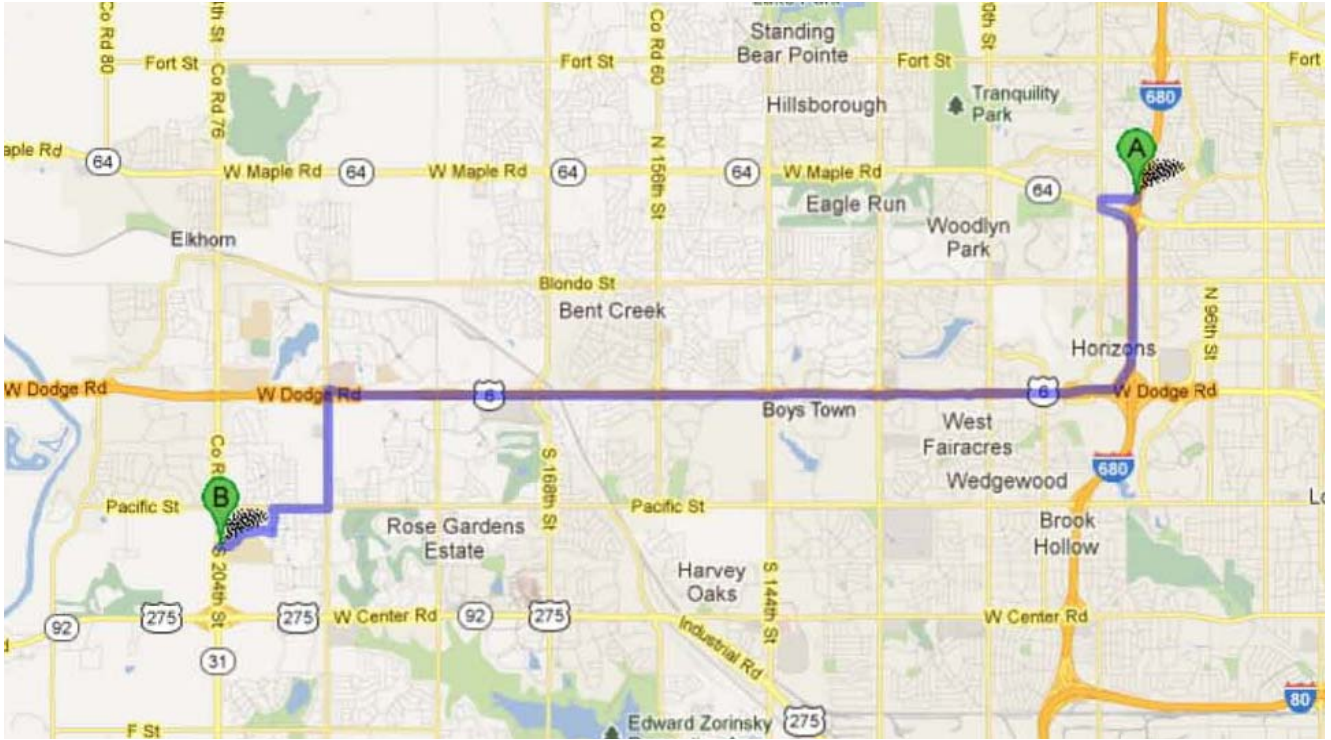 Co Rd 80
Co Rd 76
Fort St
Fort St
Co Rd 60
Standing
Bear Pointe
Fort St
Fort
680
Hillsborough
Tranquility
Park
A
aple Rd
64
W Maple Rd
64
W Maple Rd
64
N 156th St
64
W Maple Rd
64
Eagle Run
Woodlyn
Park
Elkhorn
Blondo St
Bent Creek
N 96th St
Horizons
W Dodge Rd
W Dodge Rd
6
Boys Town
6
W Dodge Rd
West
Fairacres
Wedgewood
680
Co R
B
Pacific St
S 168th St
Pacific St
Rose Gardens
Estate
Brook
Hollow
S 204th St
Harvey
Oaks
S 144th St
92
275
275
W Center Rd
92
275
W Center Rd
Industrial Rd
31
80
F St
Edward Zorinsky
275